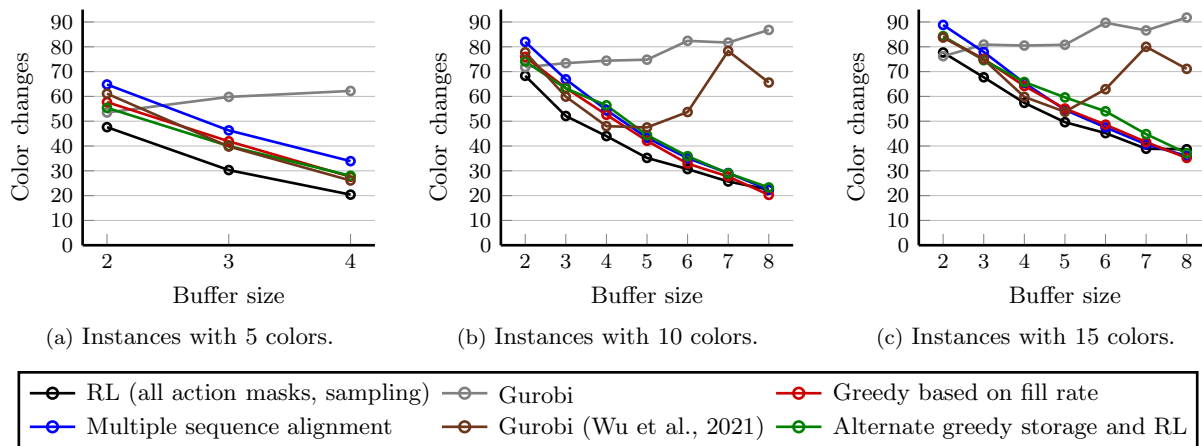 90
80
70
60
50
40
30
20
10
0
Color changes
2 3 4
Buffer size
(a) Instances with 5 colors.
90
80
70
60
50
40
30
20
10
0
Color changes
2 3 4 5 6 7 8
Buffer size
(b) Instances with 10 colors.
90
80
70
60
50
40
30
20
10
0
Color changes
2 3 4 5 6 7 8
Buffer size
(c) Instances with 15 colors.
RL (all action masks, sampling) Gurobi Greedy based on fill rate
Multiple sequence alignment Gurobi (Wu et al., 2021) Alternate greedy storage and RL